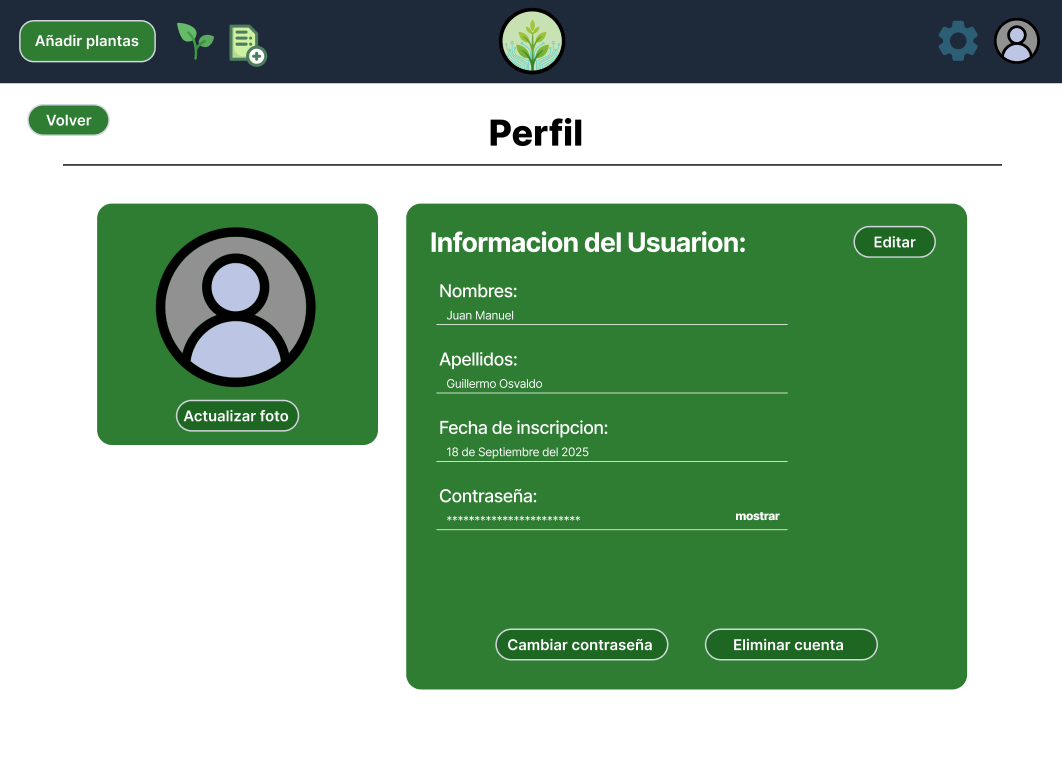 Añadir plantas
Volver
Perfil
Informacion del Usuarion:
Editar
Nombres:
Juan Manuel
Apellidos:
Guillermo Osvaldo
Fecha de inscripcion:
18 de Septiembre del 2025
Contraseña:
************************
mostrar
Actualizar foto
Cambiar contraseña
Eliminar cuenta